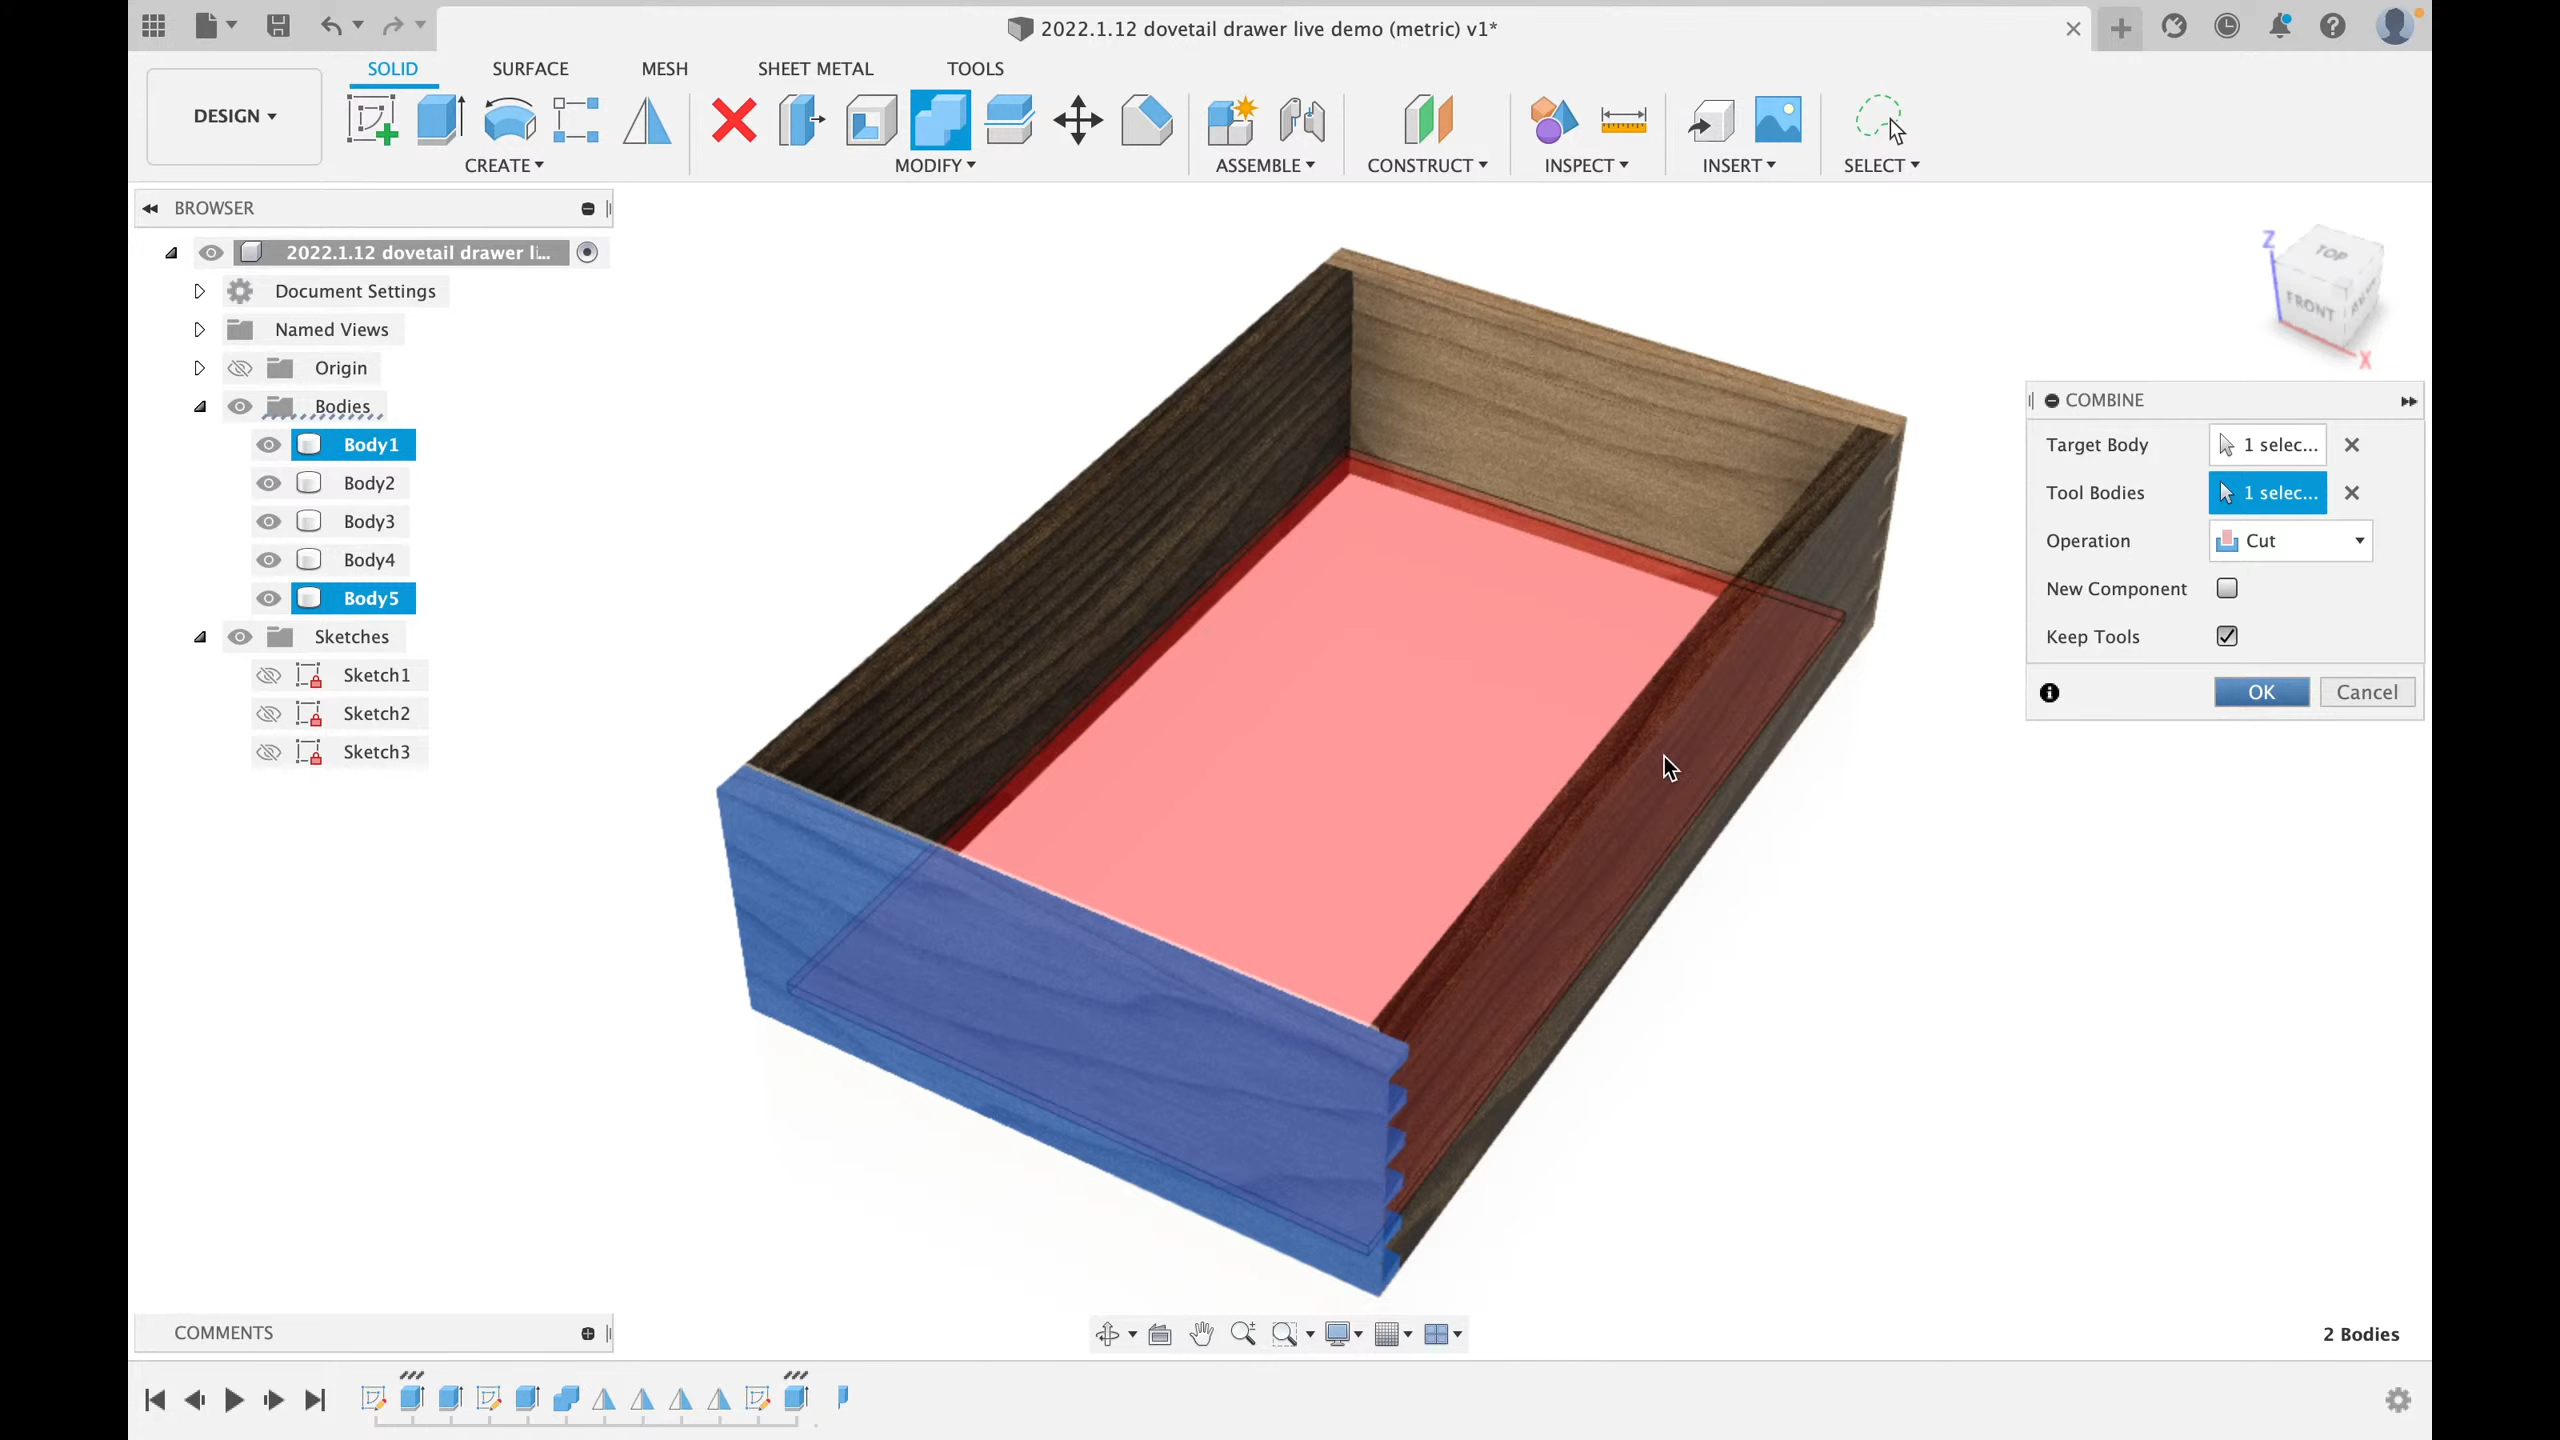 2022.1.12 dovetail drawer live demo (metric) v1*
SOLID SURFACE MESH SHEET METAL TOOLS
DESIGN
CREATE MODIFY ASSEMBLE CONSTRUCT INSPECT INSERT SELECT
BROWSER
2022.1.12 dovetail drawer li...
Document Settings
Named Views
Origin
Bodies
Body1
Body2
Body3
Body4
Body5
Sketches
Sketch1
Sketch2
Sketch3
Z
TOP
FRONT
X
COMBINE
Target Body 1 selec...
Tool Bodies 1 selec...
Operation Cut
New Component
Keep Tools
OK Cancel
COMMENTS
2 Bodies